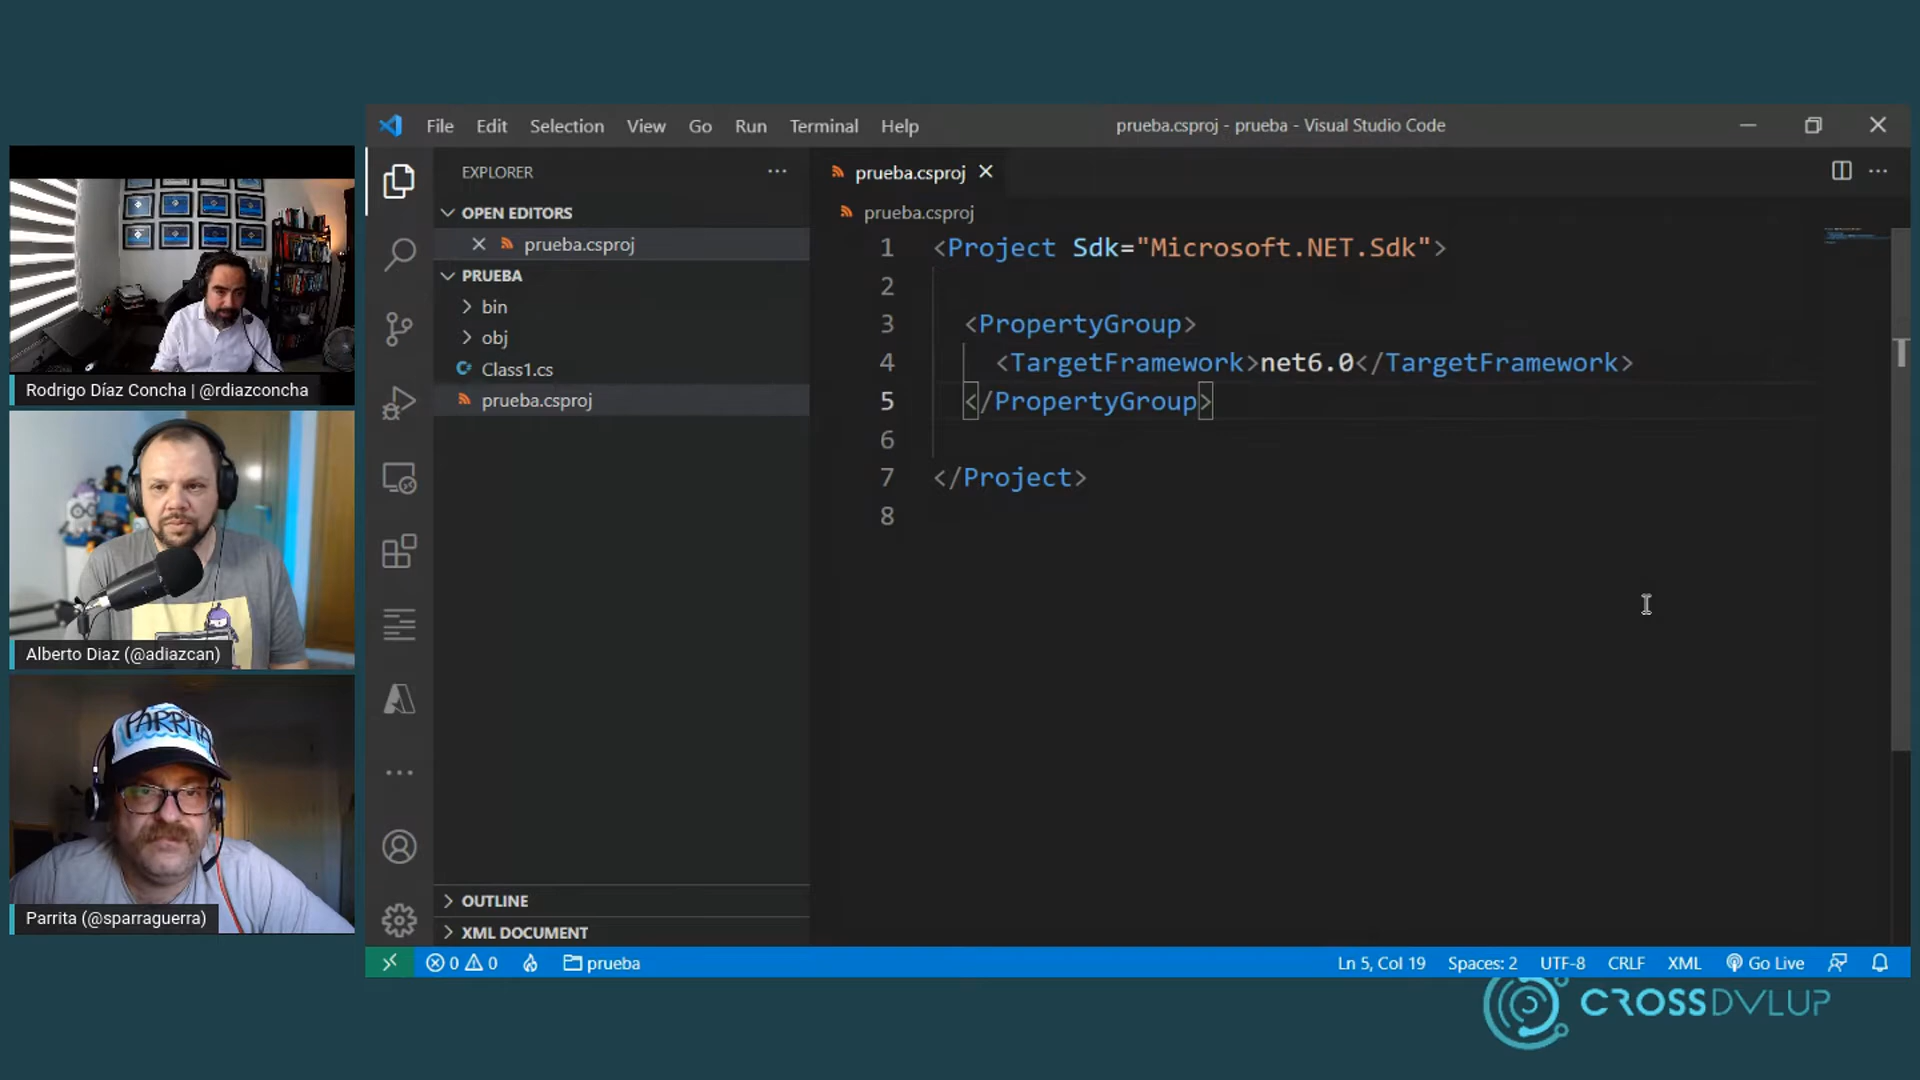 Rodrigo Díaz Concha | @rdiazconcha
Alberto Diaz (@adiazcan)
PARRITA
Parrita (@sparraguerra)
File Edit Selection View Go Run Terminal Help
prueba.csproj - prueba - Visual Studio Code
EXPLORER
OPEN EDITORS
prueba.csproj
PRUEBA
bin
obj
Class1.cs
prueba.csproj
OUTLINE
XML DOCUMENT
prueba.csproj
prueba.csproj
1 <Project Sdk="Microsoft.NET.Sdk">
2
3 <PropertyGroup>
4 <TargetFramework>net6.0</TargetFramework>
5 </PropertyGroup>
6
7 </Project>
8
0 0 prueba
Ln 5, Col 19 Spaces: 2 UTF-8 CRLF XML Go Live
CROSSDVLUP